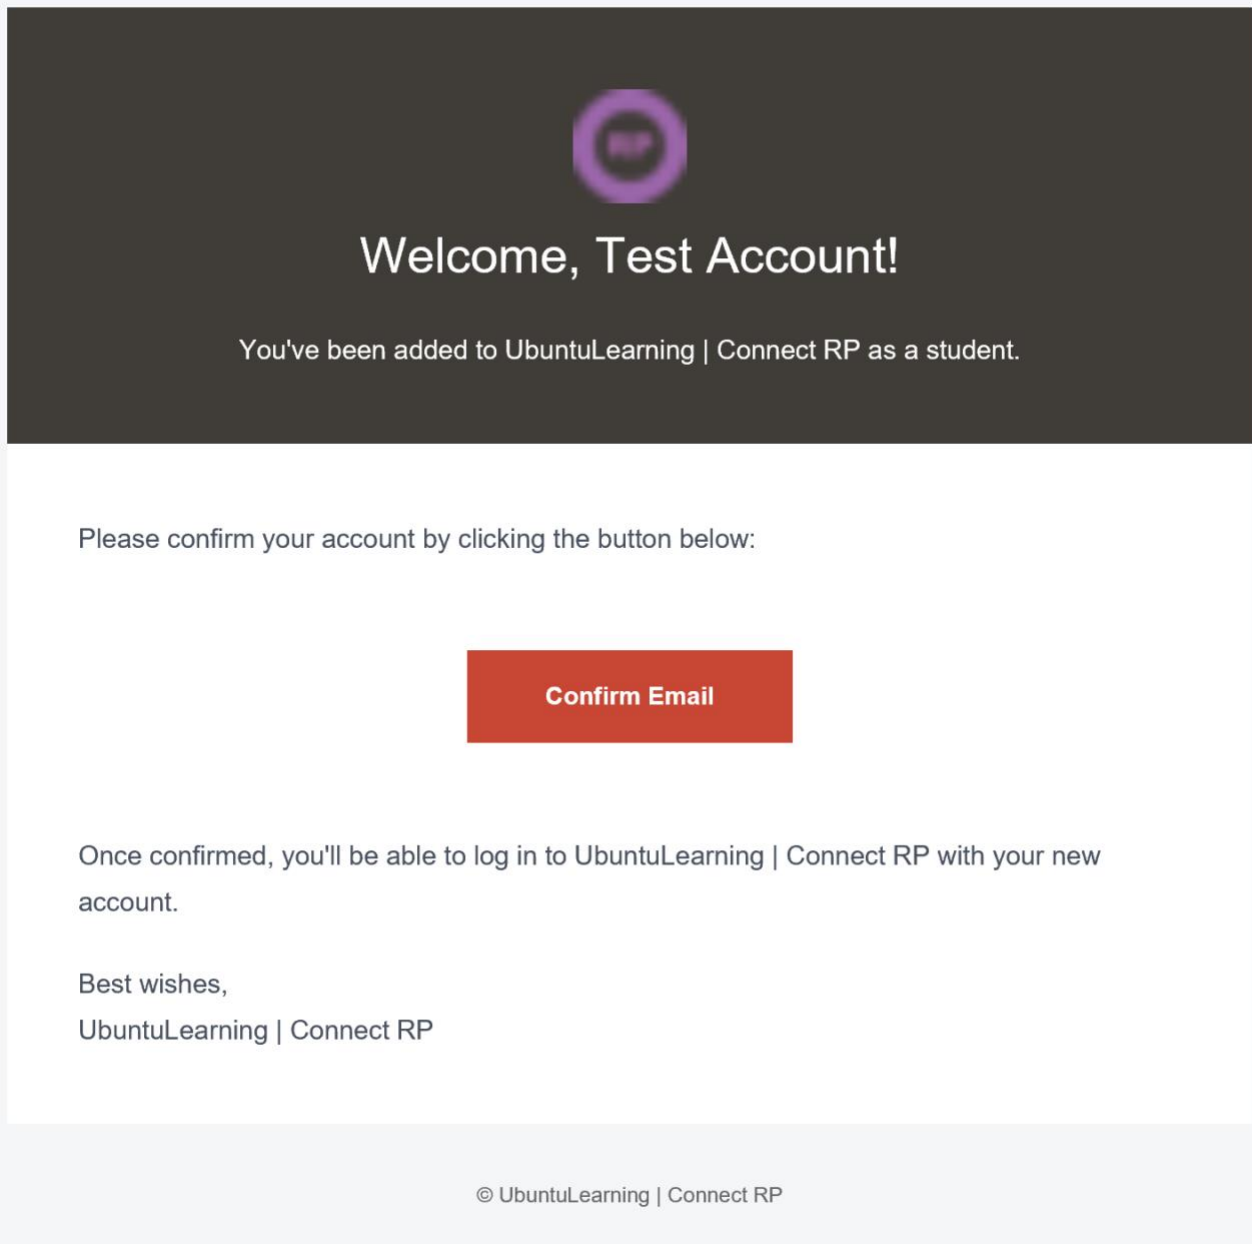 RP
Welcome, Test Account!
You've been added to UbuntuLearning | Connect RP as a student.
Please confirm your account by clicking the button below:
Confirm Email
Once confirmed, you'll be able to log in to UbuntuLearning | Connect RP with your new
account.
Best wishes,
UbuntuLearning | Connect RP
© UbuntuLearning | Connect RP